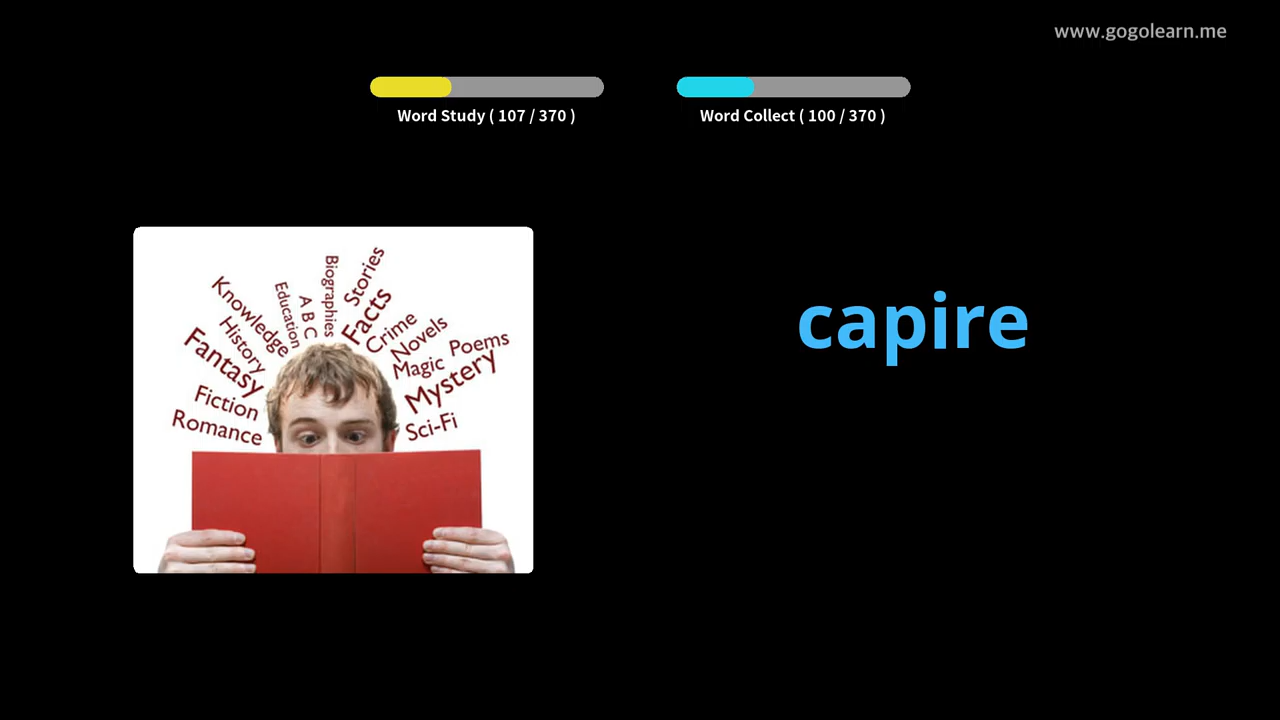 www.gogolearn.me
Word Study ( 107 / 370 )
Word Collect ( 100 / 370 )
capire
Stories
Biographies
Facts
A B C
Education
Knowledge
History
Crime
Novels
Poems
Fantasy
Magic
Mystery
Fiction
Sci-Fi
Romance